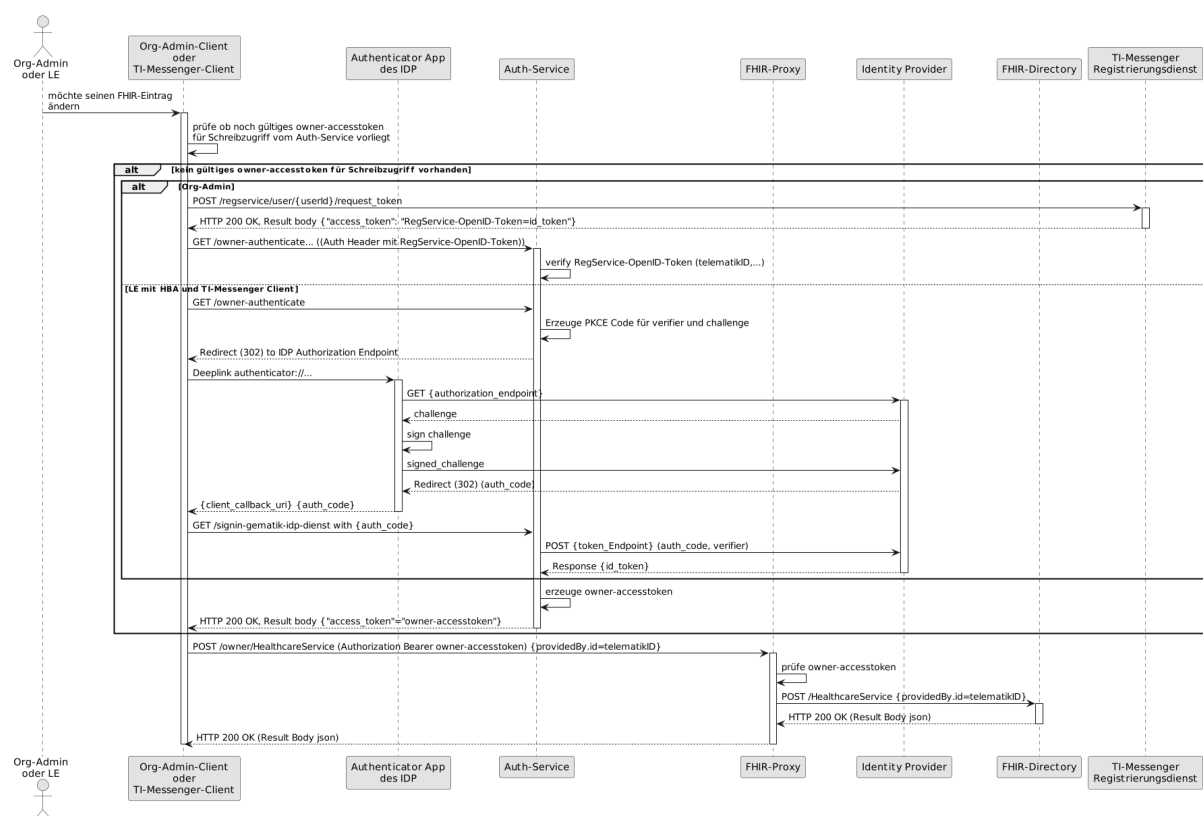 Org-Admin
oder LE
Org-Admin-Client
oder
TI-Messenger-Client
Authenticator App
des IDP
Auth-Service
FHIR-Proxy
Identity Provider
FHIR-Directory
TI-Messenger
Registrierungsdienst
möchte seinen FHIR-Eintrag
ändern
prüfe ob noch gültiges owner-accesstoken
für Schreibzugriff vom Auth-Service vorliegt
alt [kein gültiges owner-accesstoken für Schreibzugriff vorhanden]
alt [Org-Admin]
POST /regservice/user/{userId}/request_token
HTTP 200 OK, Result body {"access_token": "RegService-OpenID-Token=id_token"}
GET /owner-authenticate... ((Auth Header mit RegService-OpenID-Token))
verify RegService-OpenID-Token (telematikID,...)
[LE mit HBA und TI-Messenger Client]
GET /owner-authenticate
Erzeuge PKCE Code für verifier und challenge
Redirect (302) to IDP Authorization Endpoint
Deeplink authenticator://...
GET {authorization_endpoint}
challenge
sign challenge
signed_challenge
Redirect (302) (auth_code)
{client_callback_uri} {auth_code}
GET /signin-gematik-idp-dienst with {auth_code}
POST {token_Endpoint} (auth_code, verifier)
Response {id_token}
erzeuge owner-accesstoken
HTTP 200 OK, Result body {"access_token"="owner-accesstoken"}
POST /owner/HealthcareService (Authorization Bearer owner-accesstoken) {providedBy.id=telematikID}
prüfe owner-accesstoken
POST /HealthcareService {providedBy.id=telematikID}
HTTP 200 OK (Result Body json)
HTTP 200 OK (Result Body json)
Org-Admin
oder LE
Org-Admin-Client
oder
TI-Messenger-Client
Authenticator App
des IDP
Auth-Service
FHIR-Proxy
Identity Provider
FHIR-Directory
TI-Messenger
Registrierungsdienst